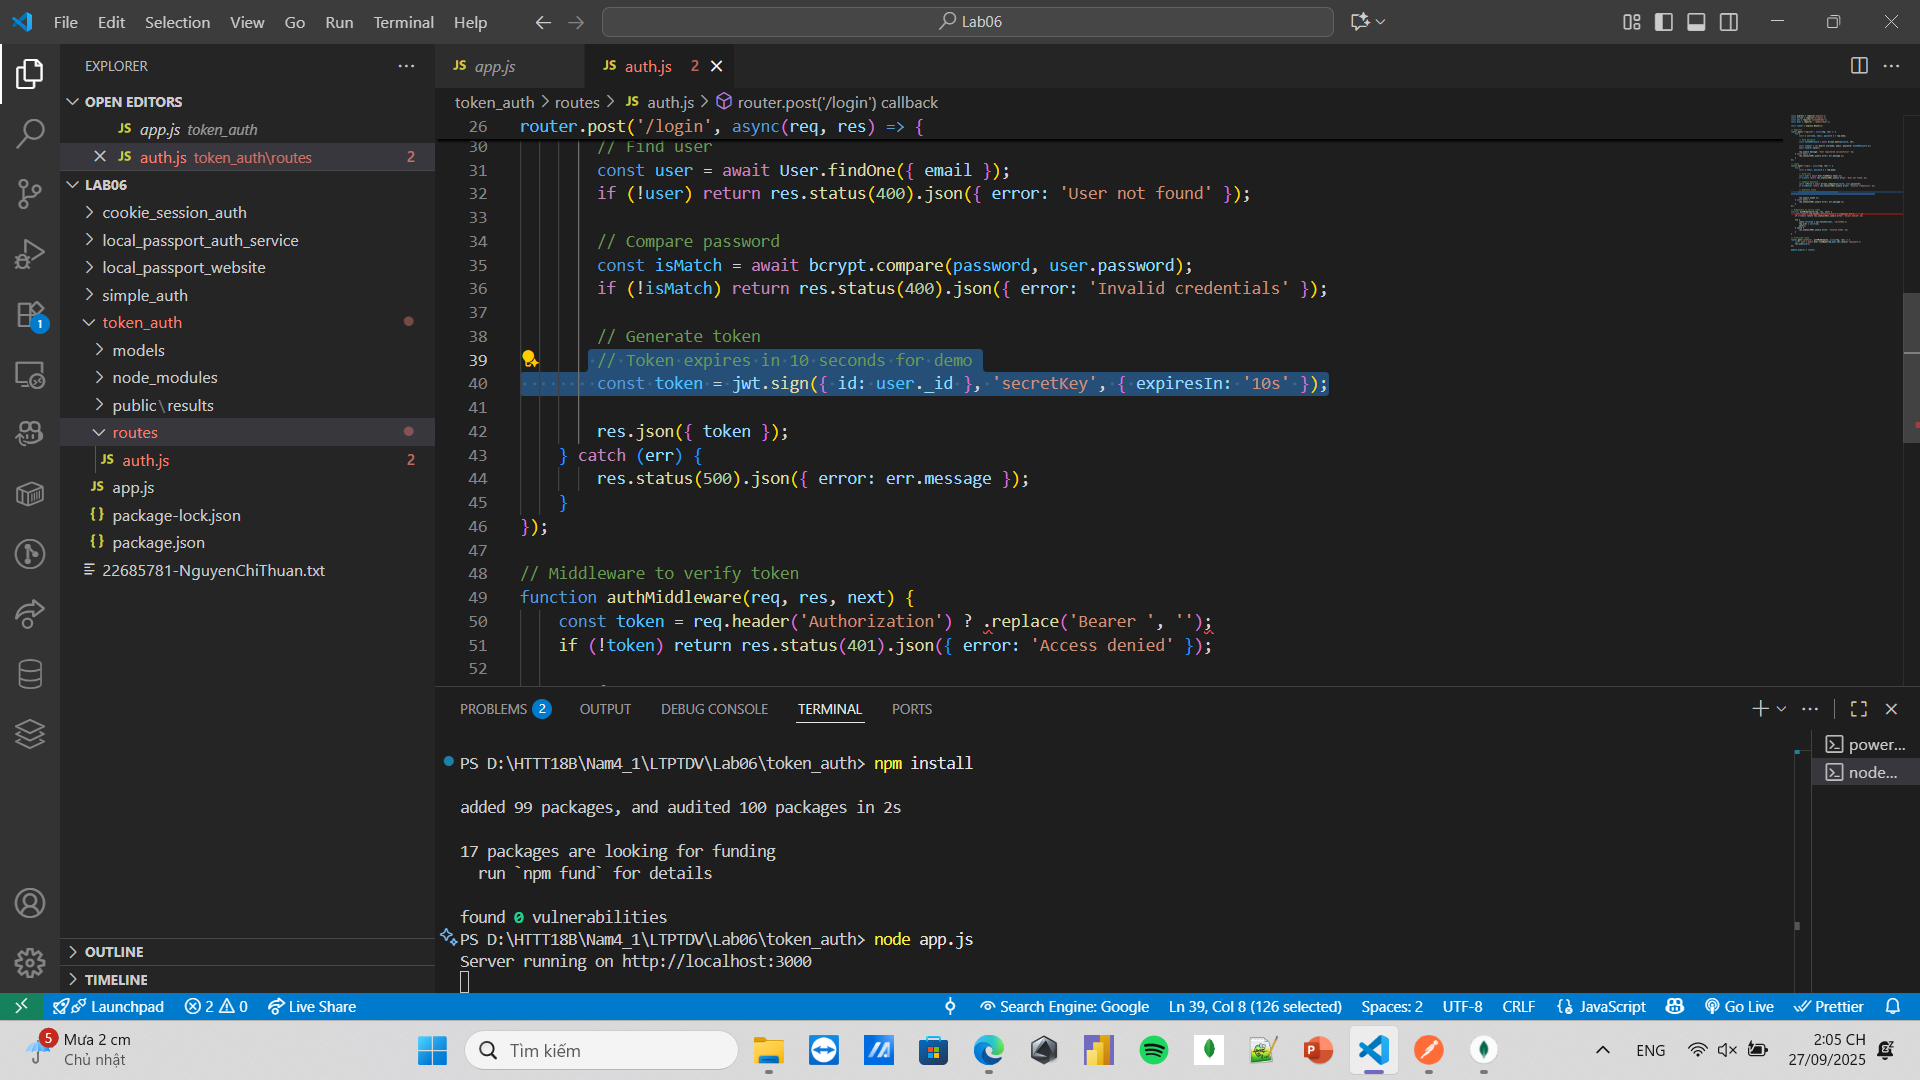 File Edit Selection View Go Run Terminal Help
Lab06
EXPLORER
OPEN EDITORS
JS app.js token_auth
JS auth.js token_auth\routes 2
LAB06
cookie_session_auth
local_passport_auth_service
local_passport_website
simple_auth
token_auth
models
node_modules
public\results
routes
JS auth.js 2
JS app.js
{} package-lock.json
{} package.json
22685781-NguyenChiThuan.txt
OUTLINE
TIMELINE
1
JS app.js
JS auth.js 2
token_auth > routes > JS auth.js > router.post('/login') callback
26 router.post('/login', async(req, res) => {
30 // Find user
31 const user = await User.findOne({ email });
32 if (!user) return res.status(400).json({ error: 'User not found' });
33
34 // Compare password
35 const isMatch = await bcrypt.compare(password, user.password);
36 if (!isMatch) return res.status(400).json({ error: 'Invalid credentials' });
37
38 // Generate token
39 // Token expires in 10 seconds for demo
40 const token = jwt.sign({ id: user._id }, 'secretKey', { expiresIn: '10s' });
41
42 res.json({ token });
43 } catch (err) {
44 res.status(500).json({ error: err.message });
45 }
46 });
47
48 // Middleware to verify token
49 function authMiddleware(req, res, next) {
50 const token = req.header('Authorization') ? .replace('Bearer ', '');
51 if (!token) return res.status(401).json({ error: 'Access denied' });
52
PROBLEMS 2 OUTPUT DEBUG CONSOLE TERMINAL PORTS
power...
node...
PS D:\HTTT18B\Nam4_1\LTPTDV\Lab06\token_auth> npm install
added 99 packages, and audited 100 packages in 2s
17 packages are looking for funding
run `npm fund` for details
found 0 vulnerabilities
PS D:\HTTT18B\Nam4_1\LTPTDV\Lab06\token_auth> node app.js
Server running on http://localhost:3000
Launchpad 2 0 Live Share Search Engine: Google Ln 39, Col 8 (126 selected) Spaces: 2 UTF-8 CRLF {} JavaScript Go Live Prettier
5 Mưa 2 cm
Chủ nhật
Tìm kiếm
ENG
2:05 CH
27/09/2025